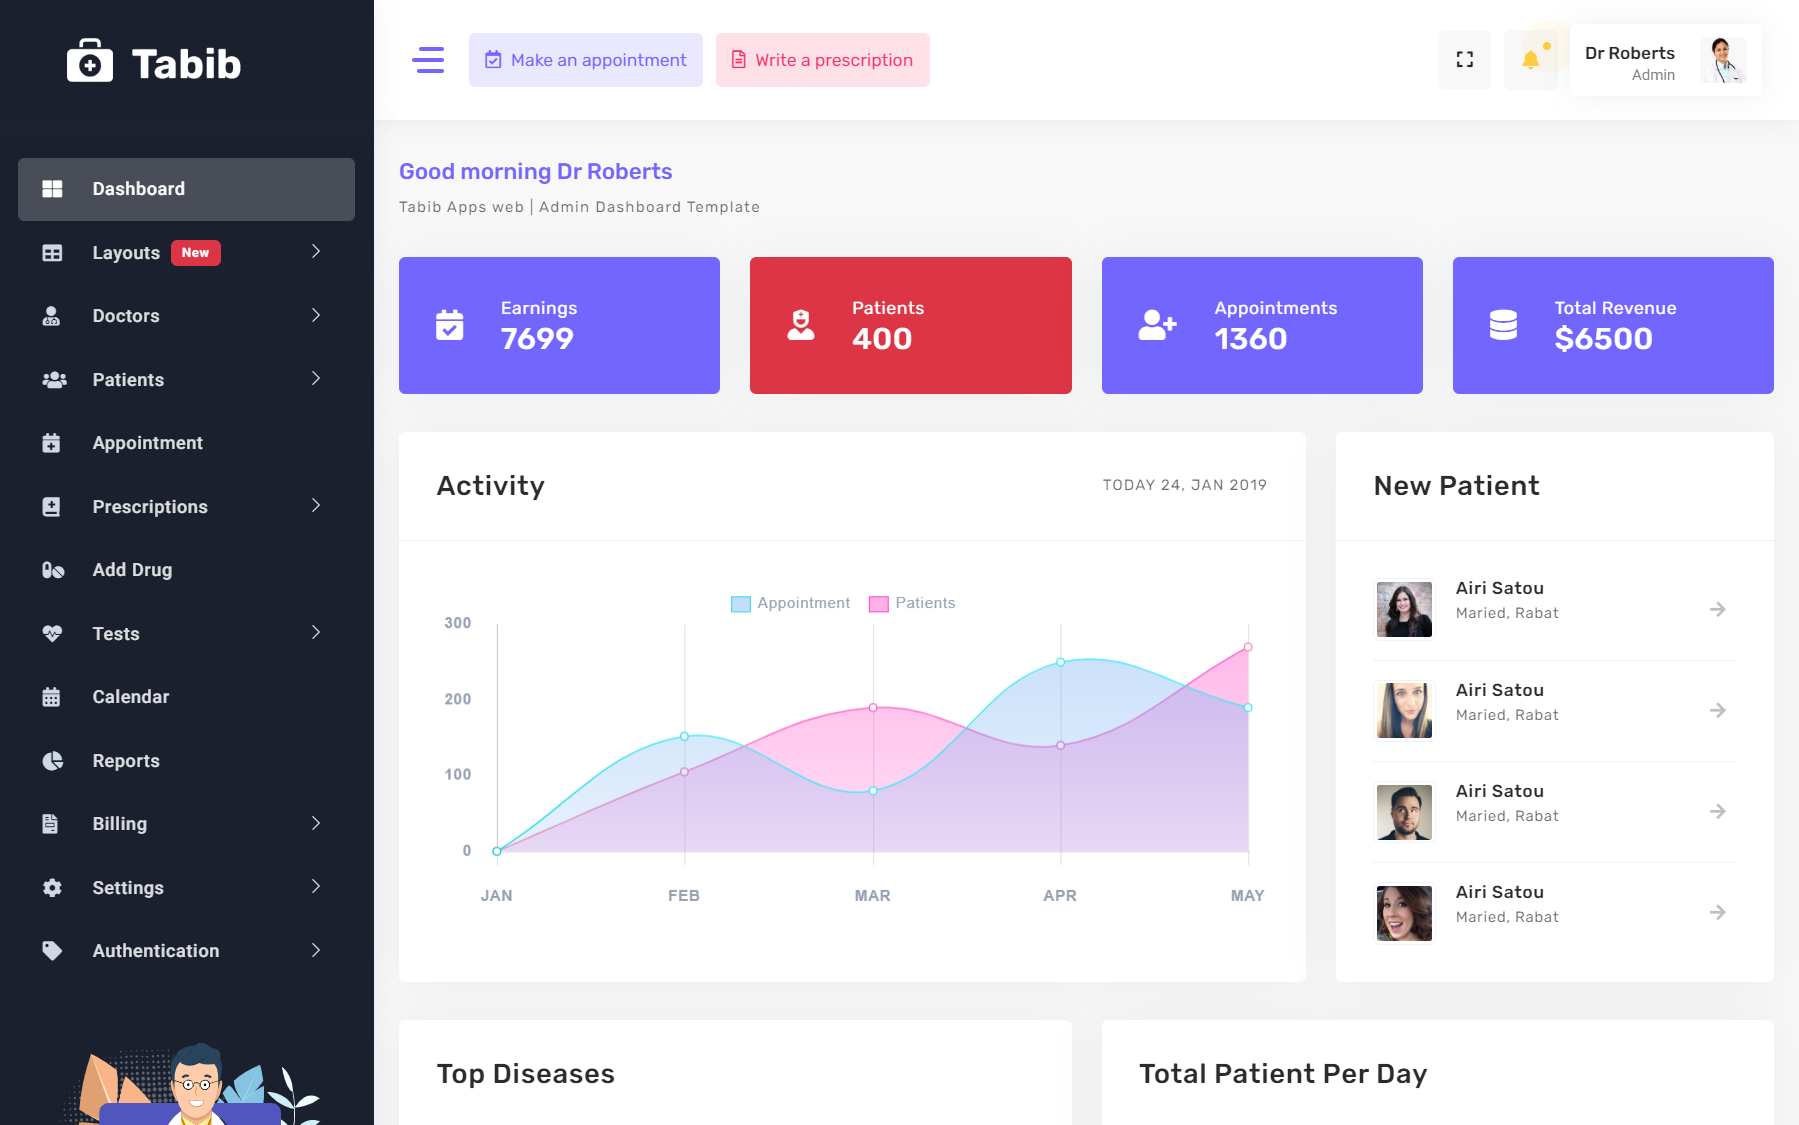 Tabib
Dashboard
Layouts New
Doctors
Patients
Appointment
Prescriptions
Add Drug
Tests
Calendar
Reports
Billing
Settings
Authentication
Make an appointment
Write a prescription
Dr Roberts
Admin
Good morning Dr Roberts
Tabib Apps web | Admin Dashboard Template
Earnings
7699
Patients
400
Appointments
1360
Total Revenue
$6500
Activity
TODAY 24, JAN 2019
Appointment
Patients
300
200
100
0
JAN
FEB
MAR
APR
MAY
New Patient
Airi Satou
Maried, Rabat
Airi Satou
Maried, Rabat
Airi Satou
Maried, Rabat
Airi Satou
Maried, Rabat
Top Diseases
Total Patient Per Day